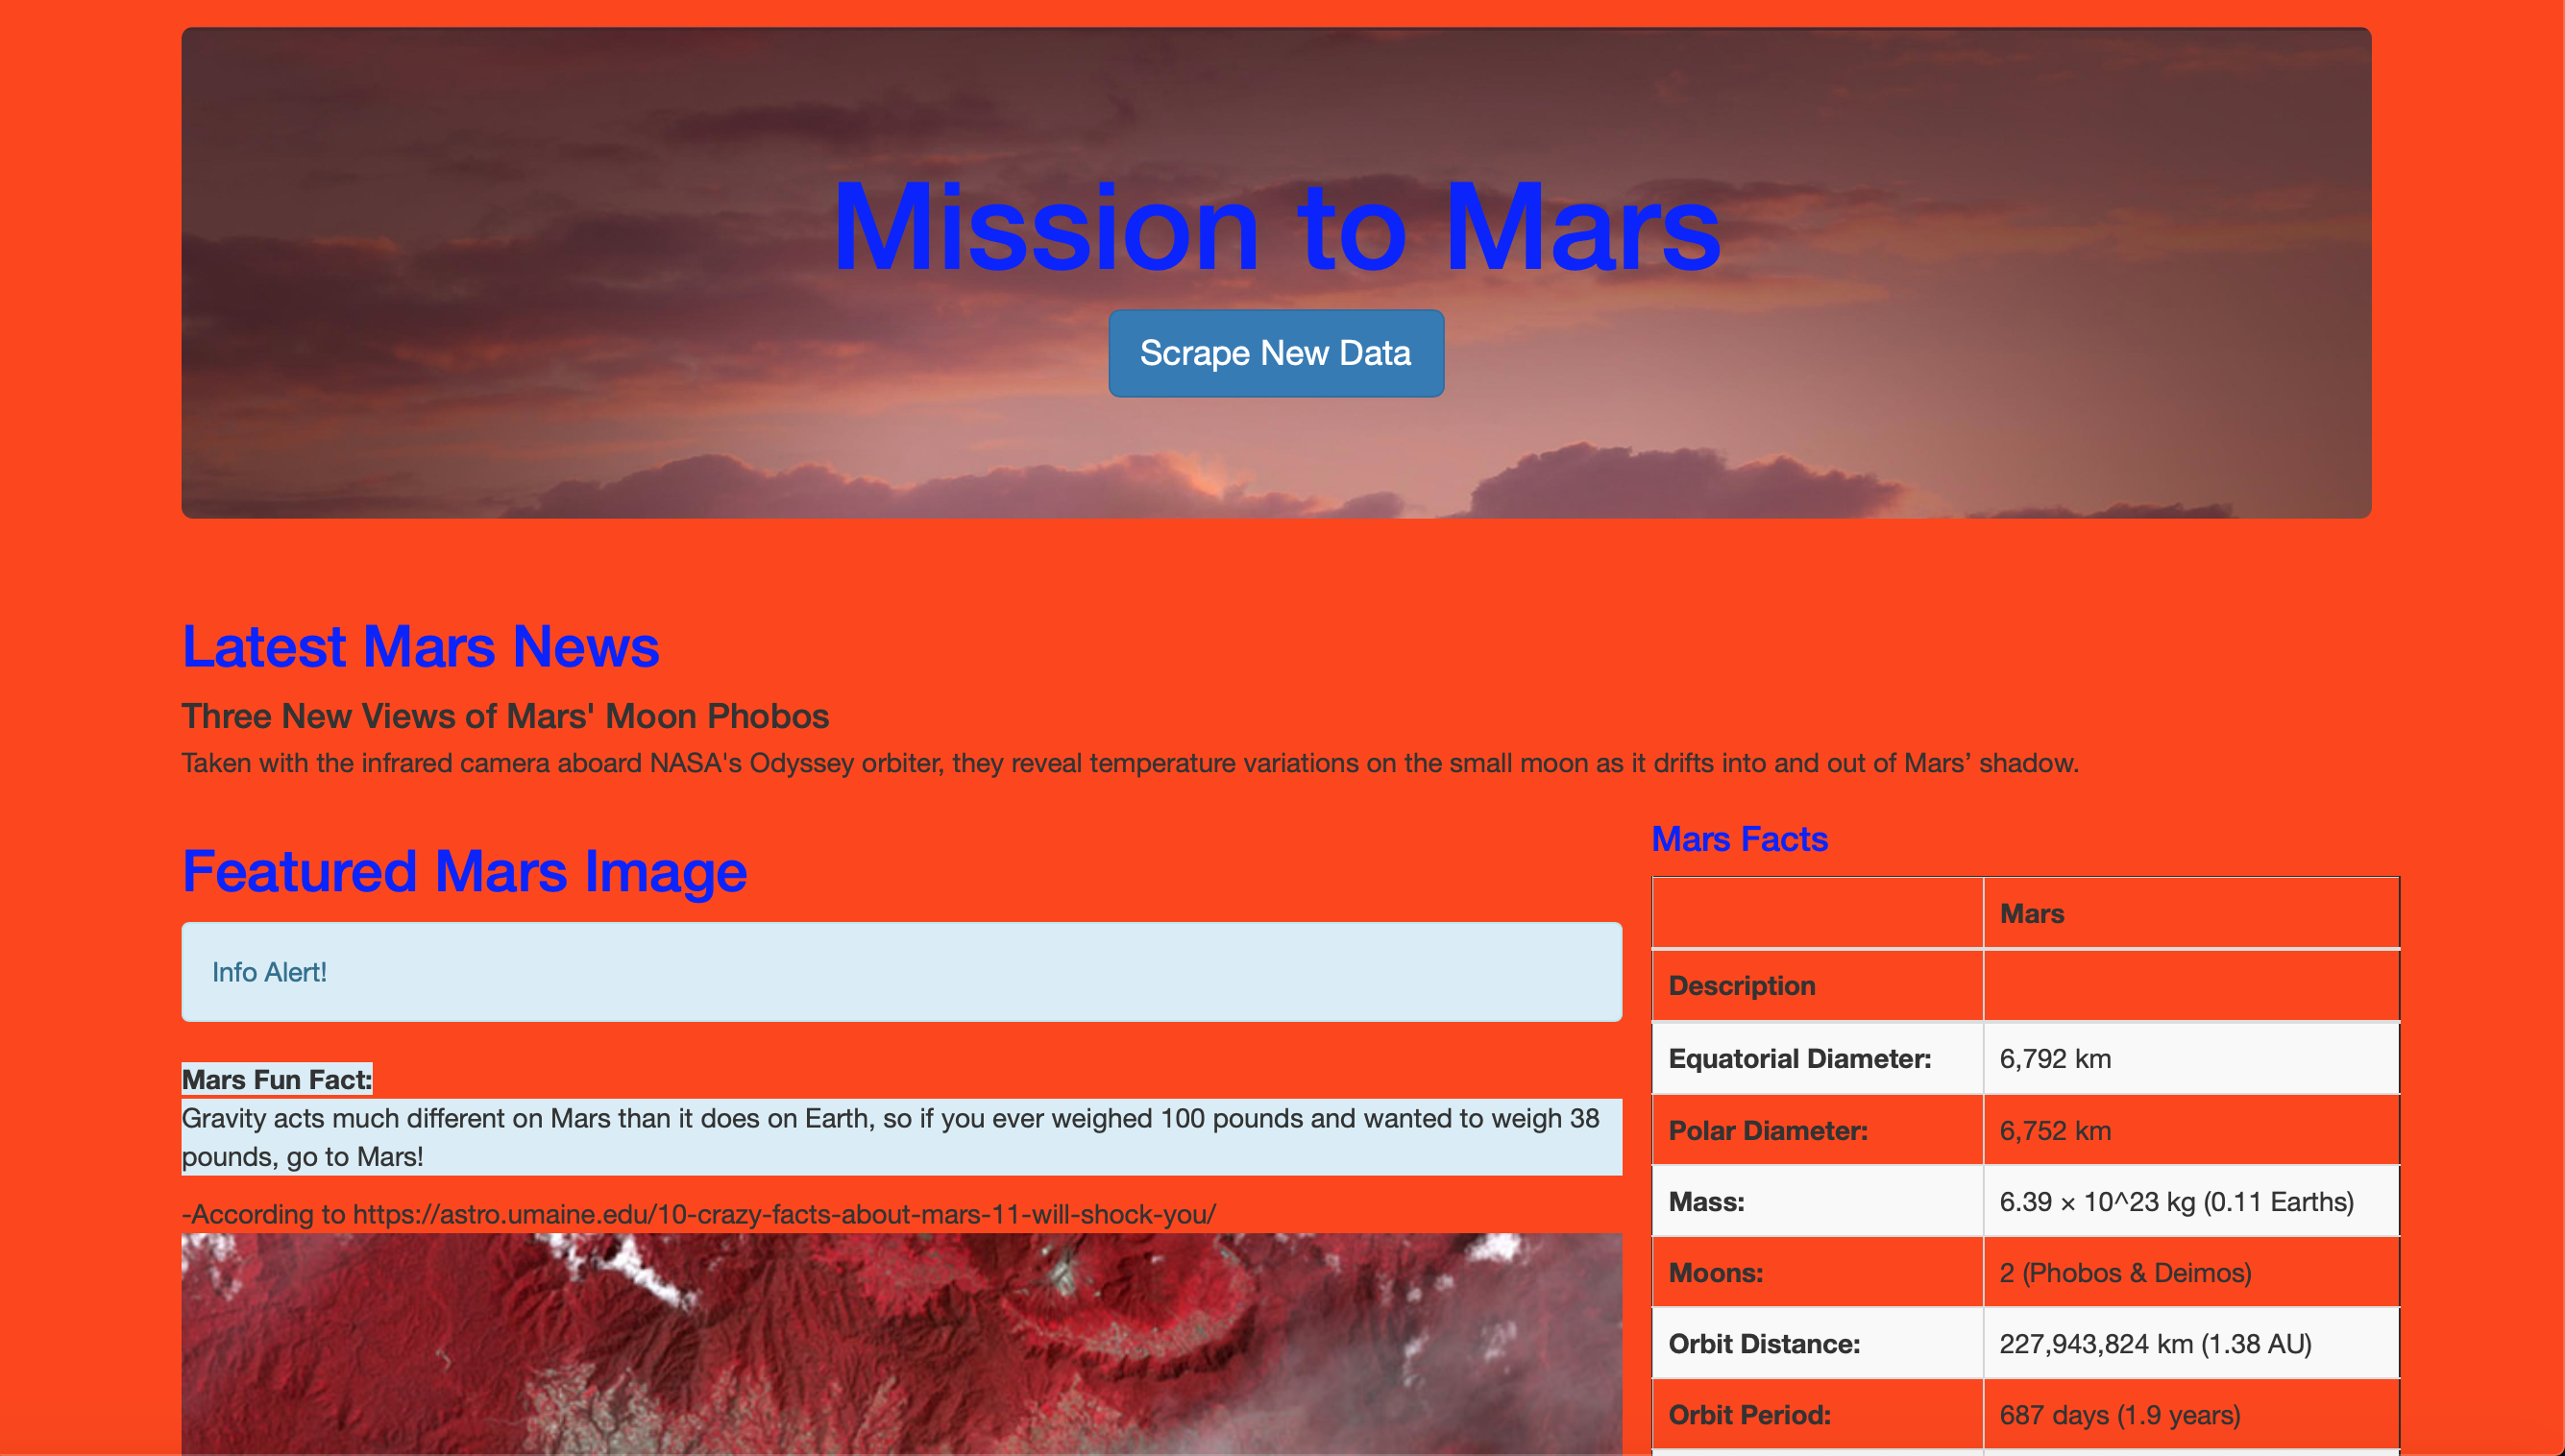 Mission to Mars
Scrape New Data
Latest Mars News
Three New Views of Mars' Moon Phobos
Taken with the infrared camera aboard NASA's Odyssey orbiter, they reveal temperature variations on the small moon as it drifts into and out of Mars’ shadow.
Featured Mars Image
Info Alert!
Mars Fun Fact:
Gravity acts much different on Mars than it does on Earth, so if you ever weighed 100 pounds and wanted to weigh 38
pounds, go to Mars!
-According to https://astro.umaine.edu/10-crazy-facts-about-mars-11-will-shock-you/
Mars Facts
Mars
Description
Equatorial Diameter: 6,792 km
Polar Diameter: 6,752 km
Mass: 6.39 × 10^23 kg (0.11 Earths)
Moons: 2 (Phobos & Deimos)
Orbit Distance: 227,943,824 km (1.38 AU)
Orbit Period: 687 days (1.9 years)